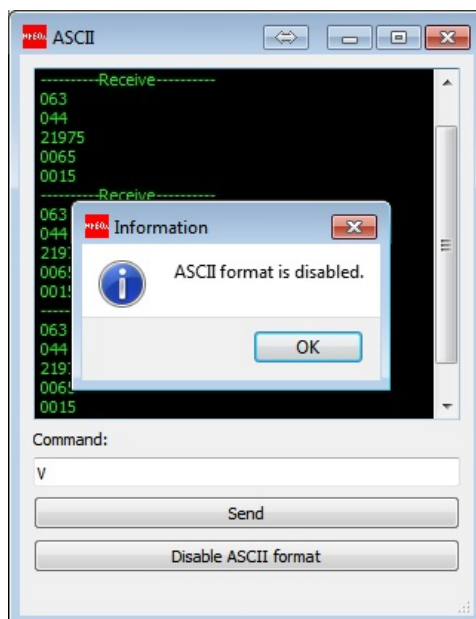 ASCII
----------Receive----------
063
044
21975
0065
0015
----------Receive----------
063
044
Information
ASCII format is disabled.
OK
063
044
0015
Command:
V
Send
Disable ASCII format